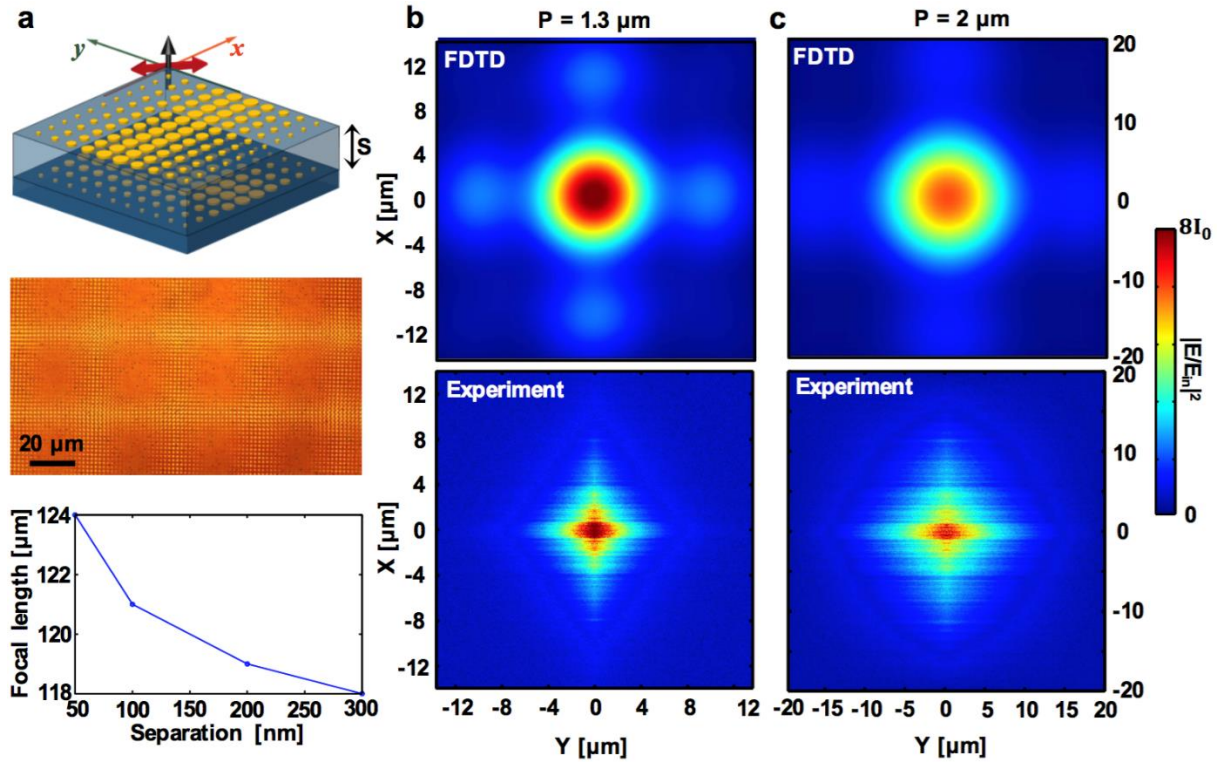 a
y
x
S
20 µm
Focal length [µm]
124
122
120
118
50
100
150
200
250
300
Separation [nm]
b
P = 1.3 µm
FDTD
X [µm]
12
8
4
0
-4
-8
-12
Experiment
X [µm]
12
8
4
0
-4
-8
-12
-12
-8
-4
0
4
8
12
Y [µm]
c
P = 2 µm
FDTD
20
10
0
-10
-20
Experiment
20
10
0
-10
-20
-20
-15
-10
-5
0
5
10
15
20
Y [µm]
8I₀
|E/Eᵢₙ|²
0